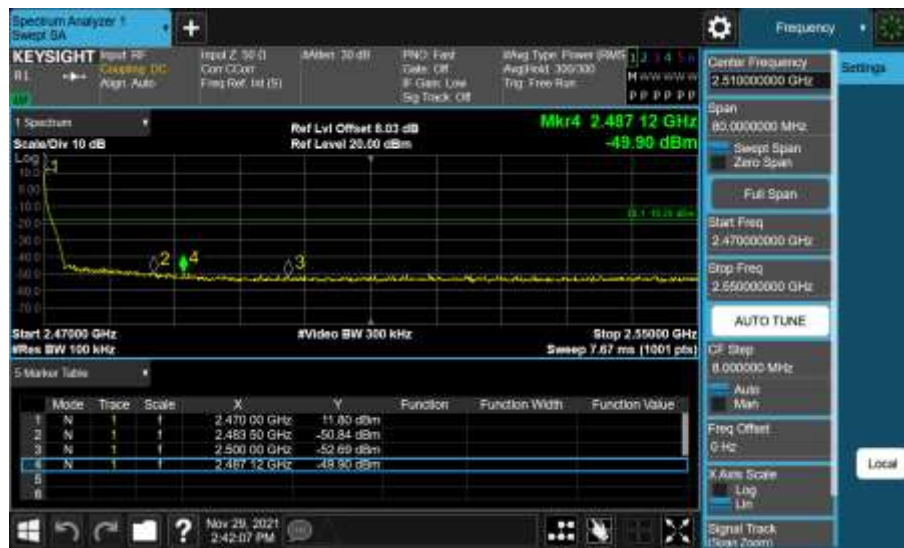 Spectrum Analyzer 1
Swept SA
Frequency
KEYSIGHT Input: RF
Coupling: DC
Align: Auto
Input Z: 50 Ω
Corr CCorr
Freq Ref: Int (S)
#Atten: 30 dB
PNO: Fast
Gate: Off
IF Gain: Low
Sig Track: Off
#Avg Type: Power (RMS)
Avg|Hold: 300/300
Trig: Free Run
1 2 3 4 5 6
M W W W W W
P P P P P P
1 Spectrum
Scale/Div 10 dB
Ref Lvl Offset 8.03 dB
Ref Level 20.00 dBm
Mkr4 2.487 12 GHz
-49.90 dBm
Log
1
2
4
3
Start 2.47000 GHz
#Res BW 100 kHz
#Video BW 300 kHz
Stop 2.55000 GHz
Sweep 7.67 ms (1001 pts)
5 Marker Table
Mode Trace Scale X Y Function Function Width Function Value
1 N 1 f 2.470 00 GHz 11.80 dBm
2 N 1 f 2.483 50 GHz -50.84 dBm
3 N 1 f 2.500 00 GHz -52.69 dBm
4 N 1 f 2.487 12 GHz -49.90 dBm
5
6
Nov 29, 2021
2:42:07 PM
Center Frequency
2.510000000 GHz
Settings
Span
80.0000000 MHz
Swept Span
Zero Span
Full Span
Start Freq
2.470000000 GHz
Stop Freq
2.550000000 GHz
AUTO TUNE
CF Step
8.000000 MHz
Auto
Man
Freq Offset
0 Hz
X Axis Scale
Log
Lin
Signal Track
(Span Zoom)
Local